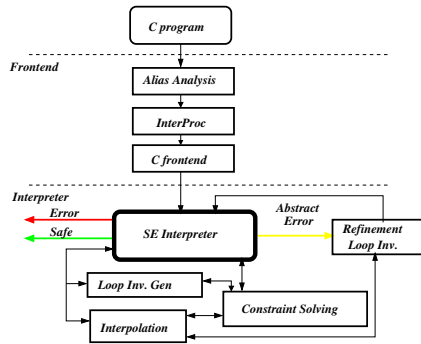 C program
Frontend
Alias Analysis
InterProc
C frontend
Interpreter
Error
Safe
SE Interpreter
Abstract
Error
Refinement
Loop Inv.
Loop Inv. Gen
Constraint Solving
Interpolation